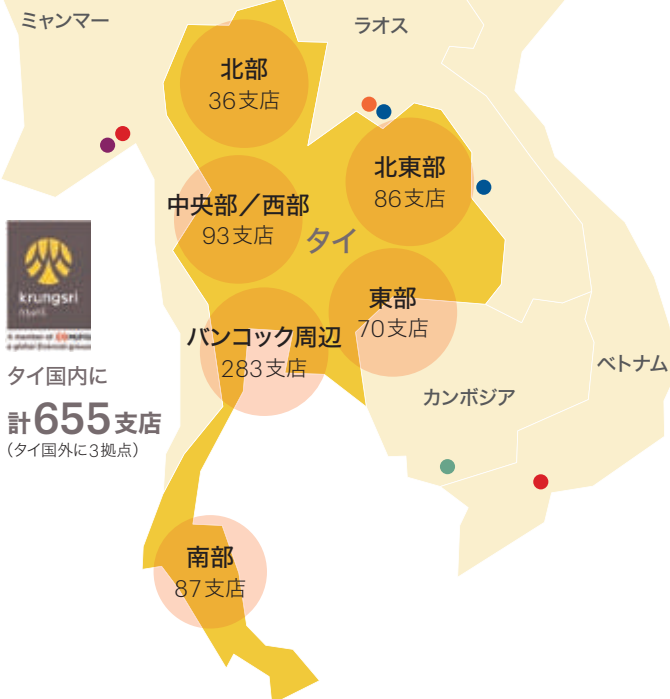 ミャンマー
ラオス
北部
36支店
北東部
86支店
中央部／西部
93支店
タイ
krungsri
東部
70支店
バンコック周辺
283支店
タイ国内に
計655支店
（タイ国外に3拠点）
ベトナム
カンボジア
南部
87支店